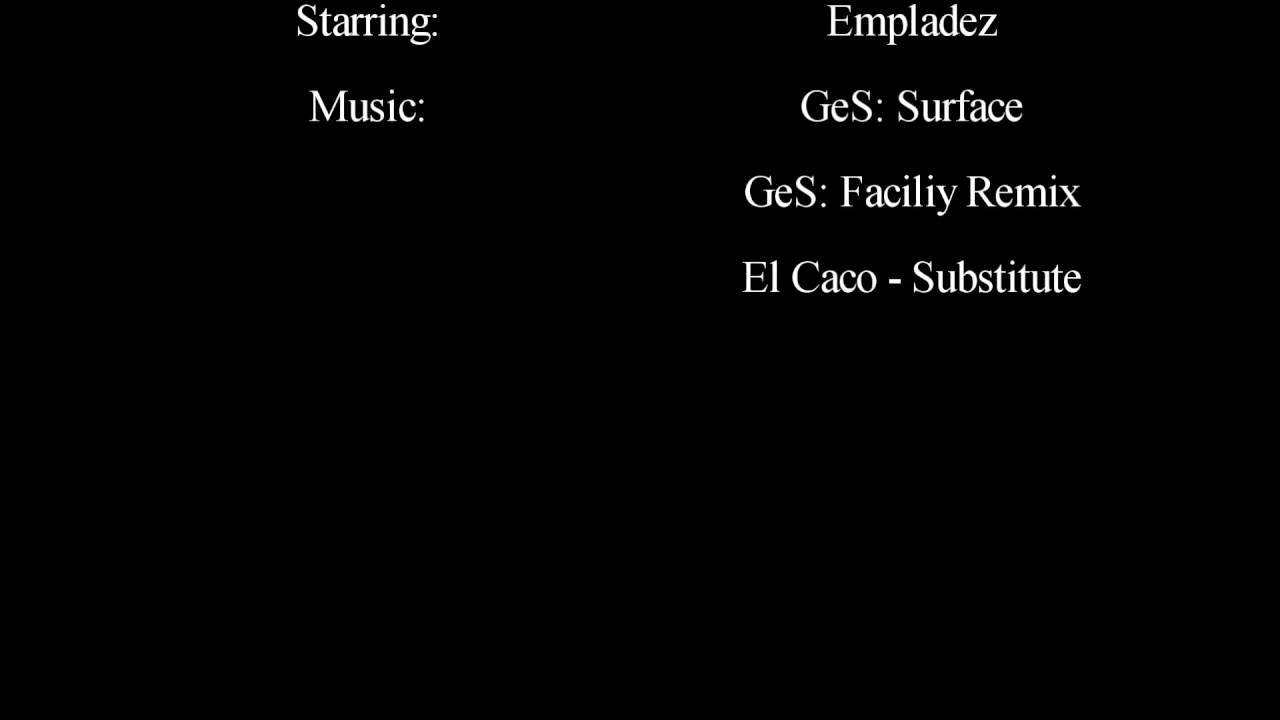 Starring: Empladez
Music: GeS: Surface
GeS: Faciliy Remix
El Caco - Substitute